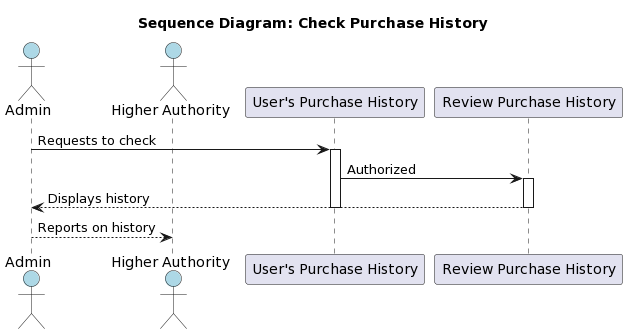 Sequence Diagram: Check Purchase History
Admin
Higher Authority
User's Purchase History
Review Purchase History
Requests to check
Authorized
Displays history
Reports on history
Admin
Higher Authority
User's Purchase History
Review Purchase History